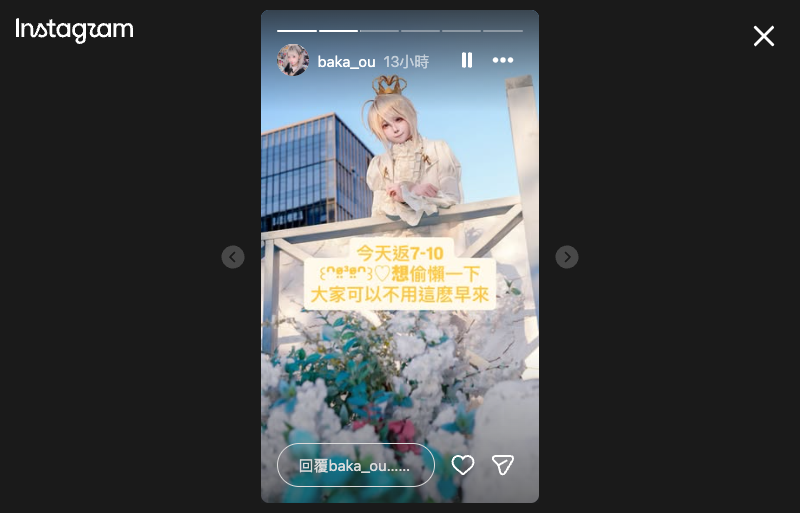 Instagram
baka_ou 13小時
今天返7-10
꒰ᐢ⸝⸝•༝•⸝⸝ᐢ꒱♡想偷懶一下
大家可以不用這麼早來
回覆baka_ou......